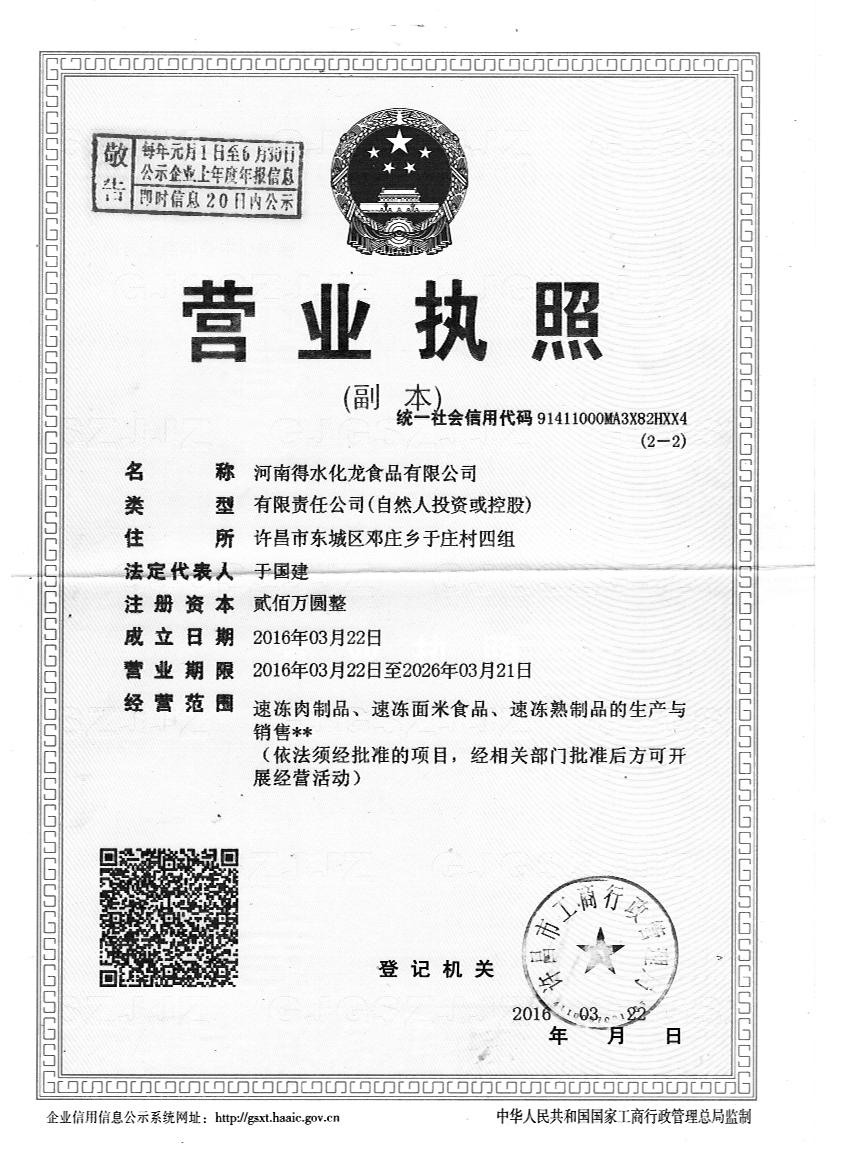 敬告
每年元月1日至6月30日
公示企业上年度年报信息
即时信息20日内公示
营业执照
(副 本)
统一社会信用代码 91411000MA3X82HXX4
(2-2)
名 称 河南得水化龙食品有限公司
类 型 有限责任公司(自然人投资或控股)
住 所 许昌市东城区邓庄乡于庄村四组
法定代表人 于国建
注册资本 贰佰万圆整
成立日期 2016年03月22日
营业期限 2016年03月22日至2026年03月21日
经营范围 速冻肉制品、速冻面米食品、速冻熟制品的生产与
销售**
（依法须经批准的项目，经相关部门批准后方可开
展经营活动）
许昌市工商行政管理局
登记机关
2016 03 22
年 月 日
企业信用信息公示系统网址：http://gsxt.haaic.gov.cn
中华人民共和国国家工商行政管理总局监制